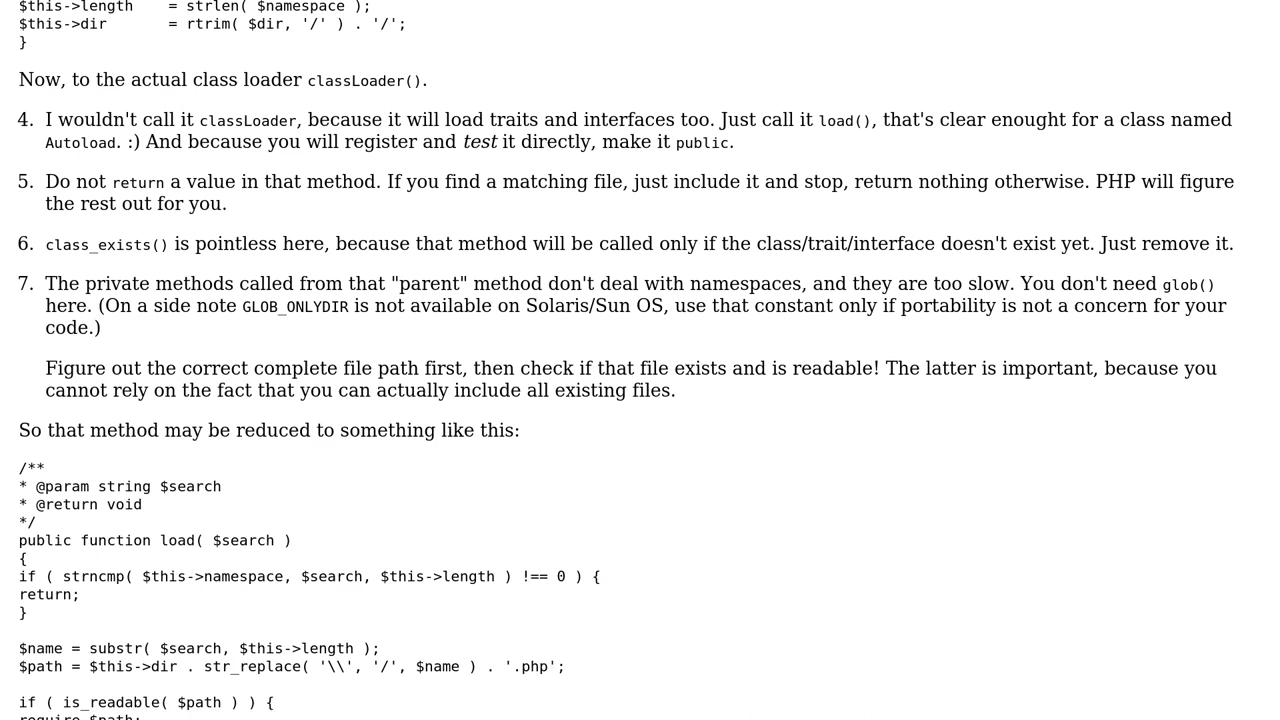 $this->length    = strlen( $namespace );
$this->dir       = rtrim( $dir, '/' ) . '/';
}
Now, to the actual class loader classLoader().
4. I wouldn't call it classLoader, because it will load traits and interfaces too. Just call it load(), that's clear enought for a class named
Autoload. :) And because you will register and test it directly, make it public.
5. Do not return a value in that method. If you find a matching file, just include it and stop, return nothing otherwise. PHP will figure
the rest out for you.
6. class_exists() is pointless here, because that method will be called only if the class/trait/interface doesn't exist yet. Just remove it.
7. The private methods called from that "parent" method don't deal with namespaces, and they are too slow. You don't need glob()
here. (On a side note GLOB_ONLYDIR is not available on Solaris/Sun OS, use that constant only if portability is not a concern for your
code.)
Figure out the correct complete file path first, then check if that file exists and is readable! The latter is important, because you
cannot rely on the fact that you can actually include all existing files.
So that method may be reduced to something like this:
/**
* @param string $search
* @return void
*/
public function load( $search )
{
if ( strncmp( $this->namespace, $search, $this->length ) !== 0 ) {
return;
}
$name = substr( $search, $this->length );
$path = $this->dir . str_replace( '\\', '/', $name ) . '.php';
if ( is_readable( $path ) ) {
require $path;